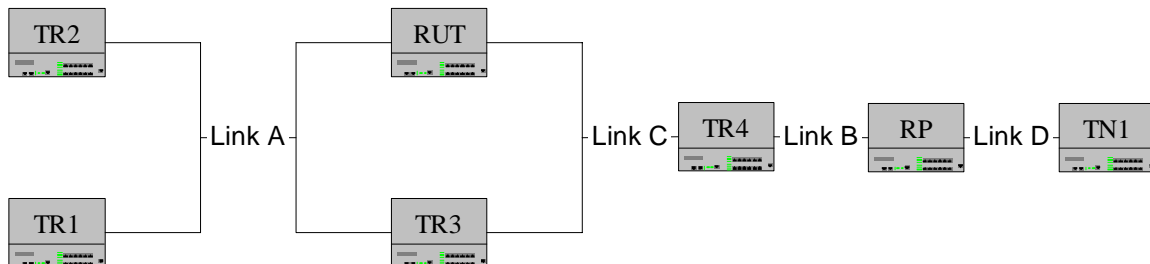 TR2
RUT
Link A
Link C
TR4
Link B
RP
Link D
TN1
TR1
TR3